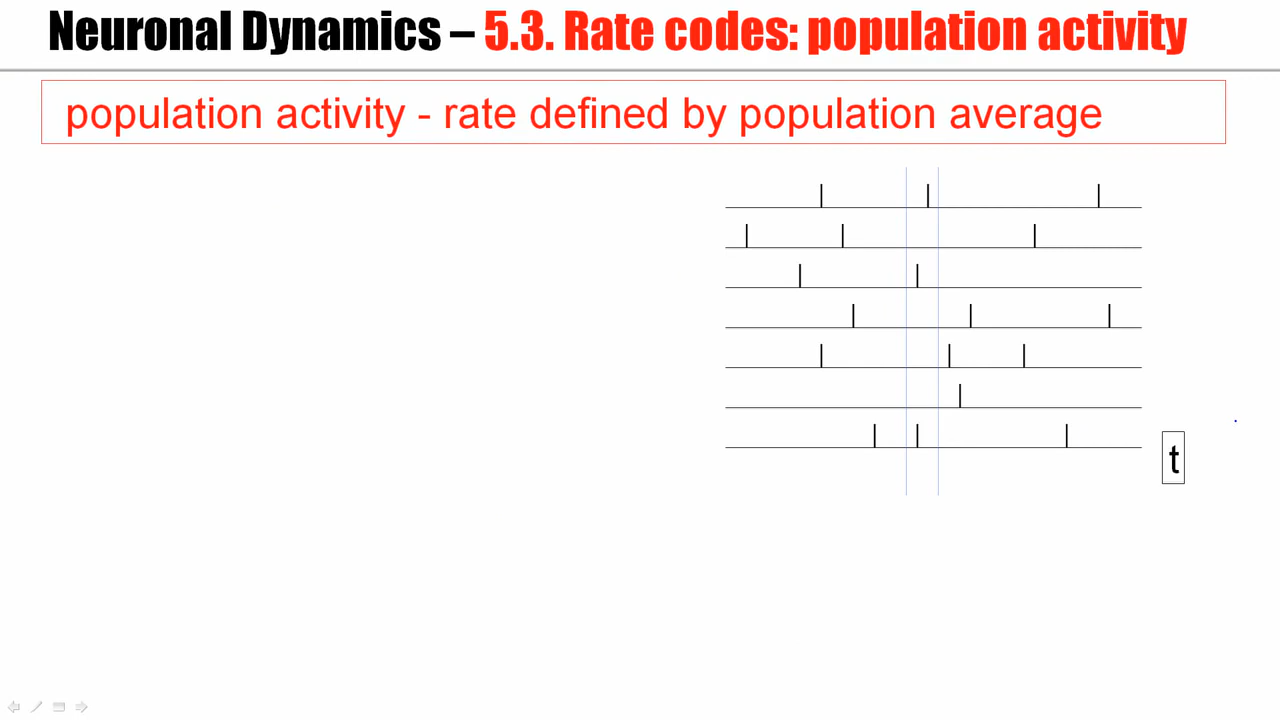 Neuronal Dynamics – 5.3. Rate codes: population activity
population activity - rate defined by population average
t